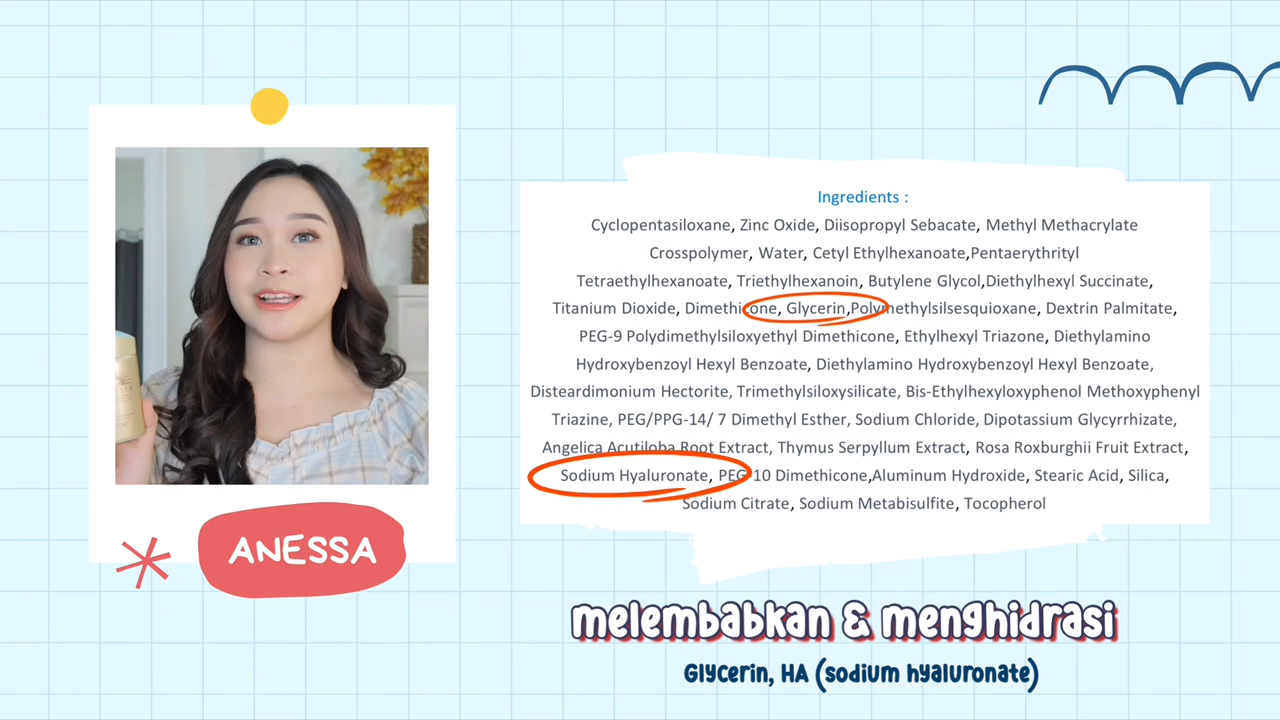 ANESSA
Ingredients :
Cyclopentasiloxane, Zinc Oxide, Diisopropyl Sebacate, Methyl Methacrylate
Crosspolymer, Water, Cetyl Ethylhexanoate,Pentaerythrityl
Tetraethylhexanoate, Triethylhexanoin, Butylene Glycol,Diethylhexyl Succinate,
Titanium Dioxide, Dimethicone, Glycerin,Polymethylsilsesquioxane, Dextrin Palmitate,
PEG-9 Polydimethylsiloxyethyl Dimethicone, Ethylhexyl Triazone, Diethylamino
Hydroxybenzoyl Hexyl Benzoate, Diethylamino Hydroxybenzoyl Hexyl Benzoate,
Disteardimonium Hectorite, Trimethylsiloxysilicate, Bis-Ethylhexyloxyphenol Methoxyphenyl
Triazine, PEG/PPG-14/ 7 Dimethyl Esther, Sodium Chloride, Dipotassium Glycyrrhizate,
Angelica Acutiloba Root Extract, Thymus Serpyllum Extract, Rosa Roxburghii Fruit Extract,
Sodium Hyaluronate, PEG-10 Dimethicone,Aluminum Hydroxide, Stearic Acid, Silica,
Sodium Citrate, Sodium Metabisulfite, Tocopherol
melembabkan & menghidrasi
Glycerin, HA (sodium hyaluronate)